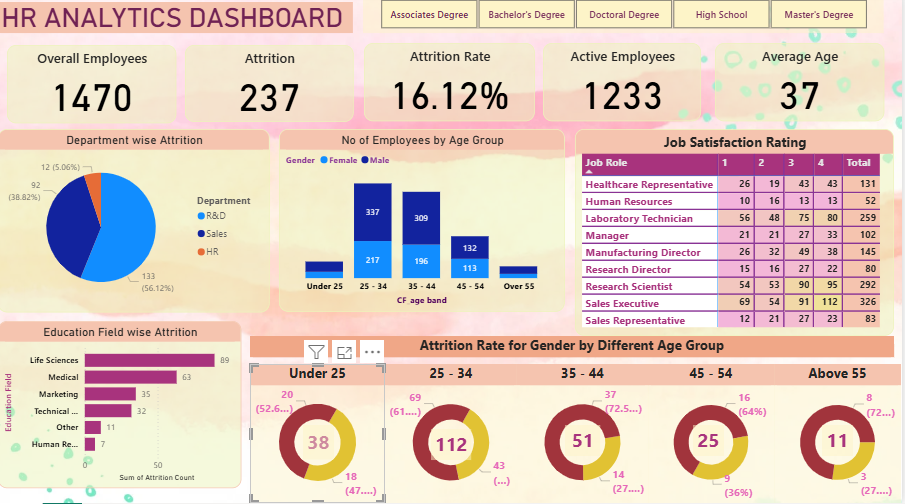 HR ANALYTICS DASHBOARD
Associates Degree
Bachelor's Degree
Doctoral Degree
High School
Master's Degree
Overall Employees
1470
Attrition
237
Attrition Rate
16.12%
Active Employees
1233
Average Age
37
Department wise Attrition
12 (5.06%)
92
(38.82%)
133
(56.12%)
Department
R&D
Sales
HR
No of Employees by Age Group
Gender Female Male
337
309
132
217
196
113
Under 25 25 - 34 35 - 44 45 - 54 Over 55
CF age band
Job Satisfaction Rating
Job Role 1 2 3 4 Total
Healthcare Representative 26 19 43 43 131
Human Resources 10 16 13 13 52
Laboratory Technician 56 48 75 80 259
Manager 21 21 27 33 102
Manufacturing Director 26 32 49 38 145
Research Director 15 16 27 22 80
Research Scientist 54 53 90 95 292
Sales Executive 69 54 91 112 326
Sales Representative 12 21 27 23 83
Education Field wise Attrition
Education Field
Life Sciences 89
Medical 63
Marketing 35
Technical ... 32
Other 11
Human Re... 7
0 50
Sum of Attrition Count
Attrition Rate for Gender by Different Age Group
Under 25
20
(52.6...)
38
18
(47....)
25 - 34
69
(61....)
112
43
(...)
35 - 44
37
(72.5...)
51
14
(27....)
45 - 54
16
(64%)
25
9
(36%)
Above 55
8
(72...)
11
3
(27....)